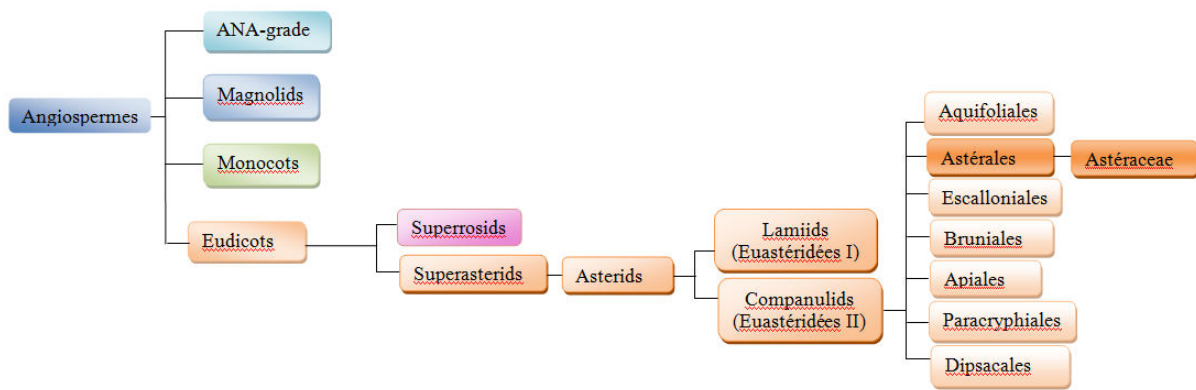 ANA-grade
Magnolids
Angiospermes
Monocots
Eudicots
Superrosids
Superasterids
Asterids
Lamiids
(Euastéridées I)
Companulids
(Euastéridées II)
Aquifoliales
Astérales
Astéraceae
Escalloniales
Bruniales
Apiales
Paracryphiales
Dipsacales